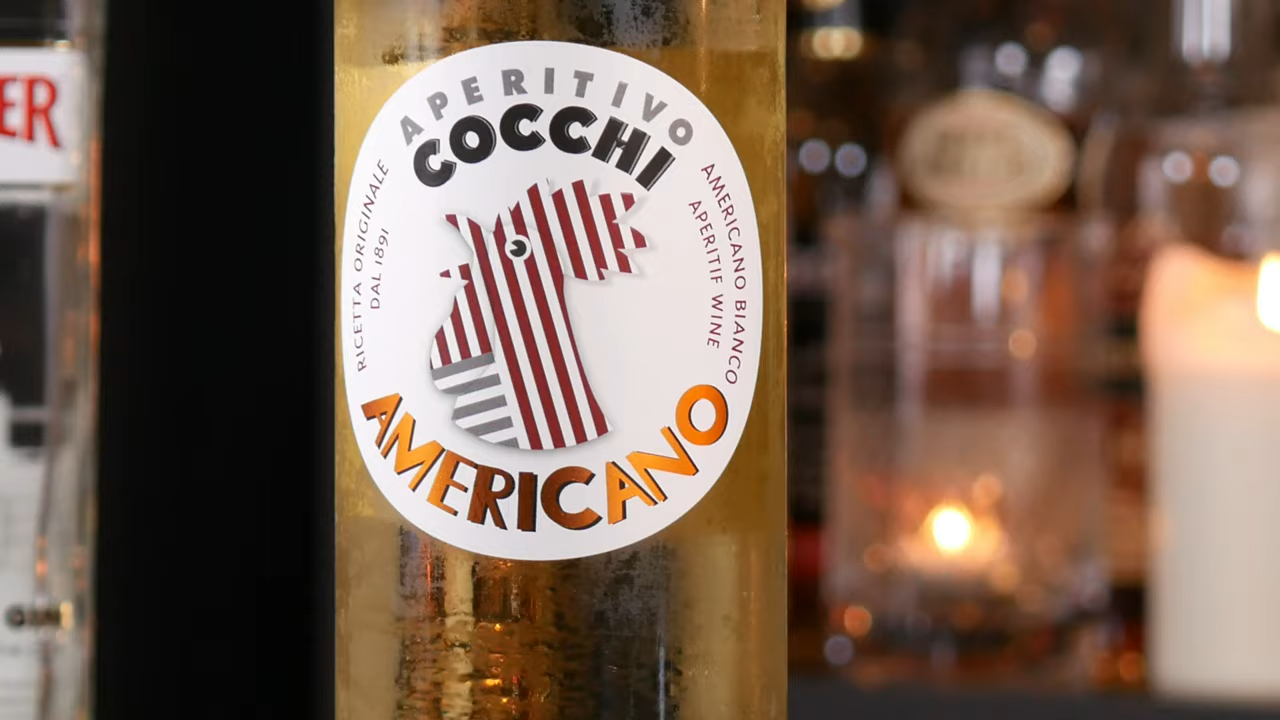 ER
APERITIVO
COCCHI
RICETTA ORIGINALE
DAL 1891
AMERICANO BIANCO
APERITIF WINE
AMERICANO